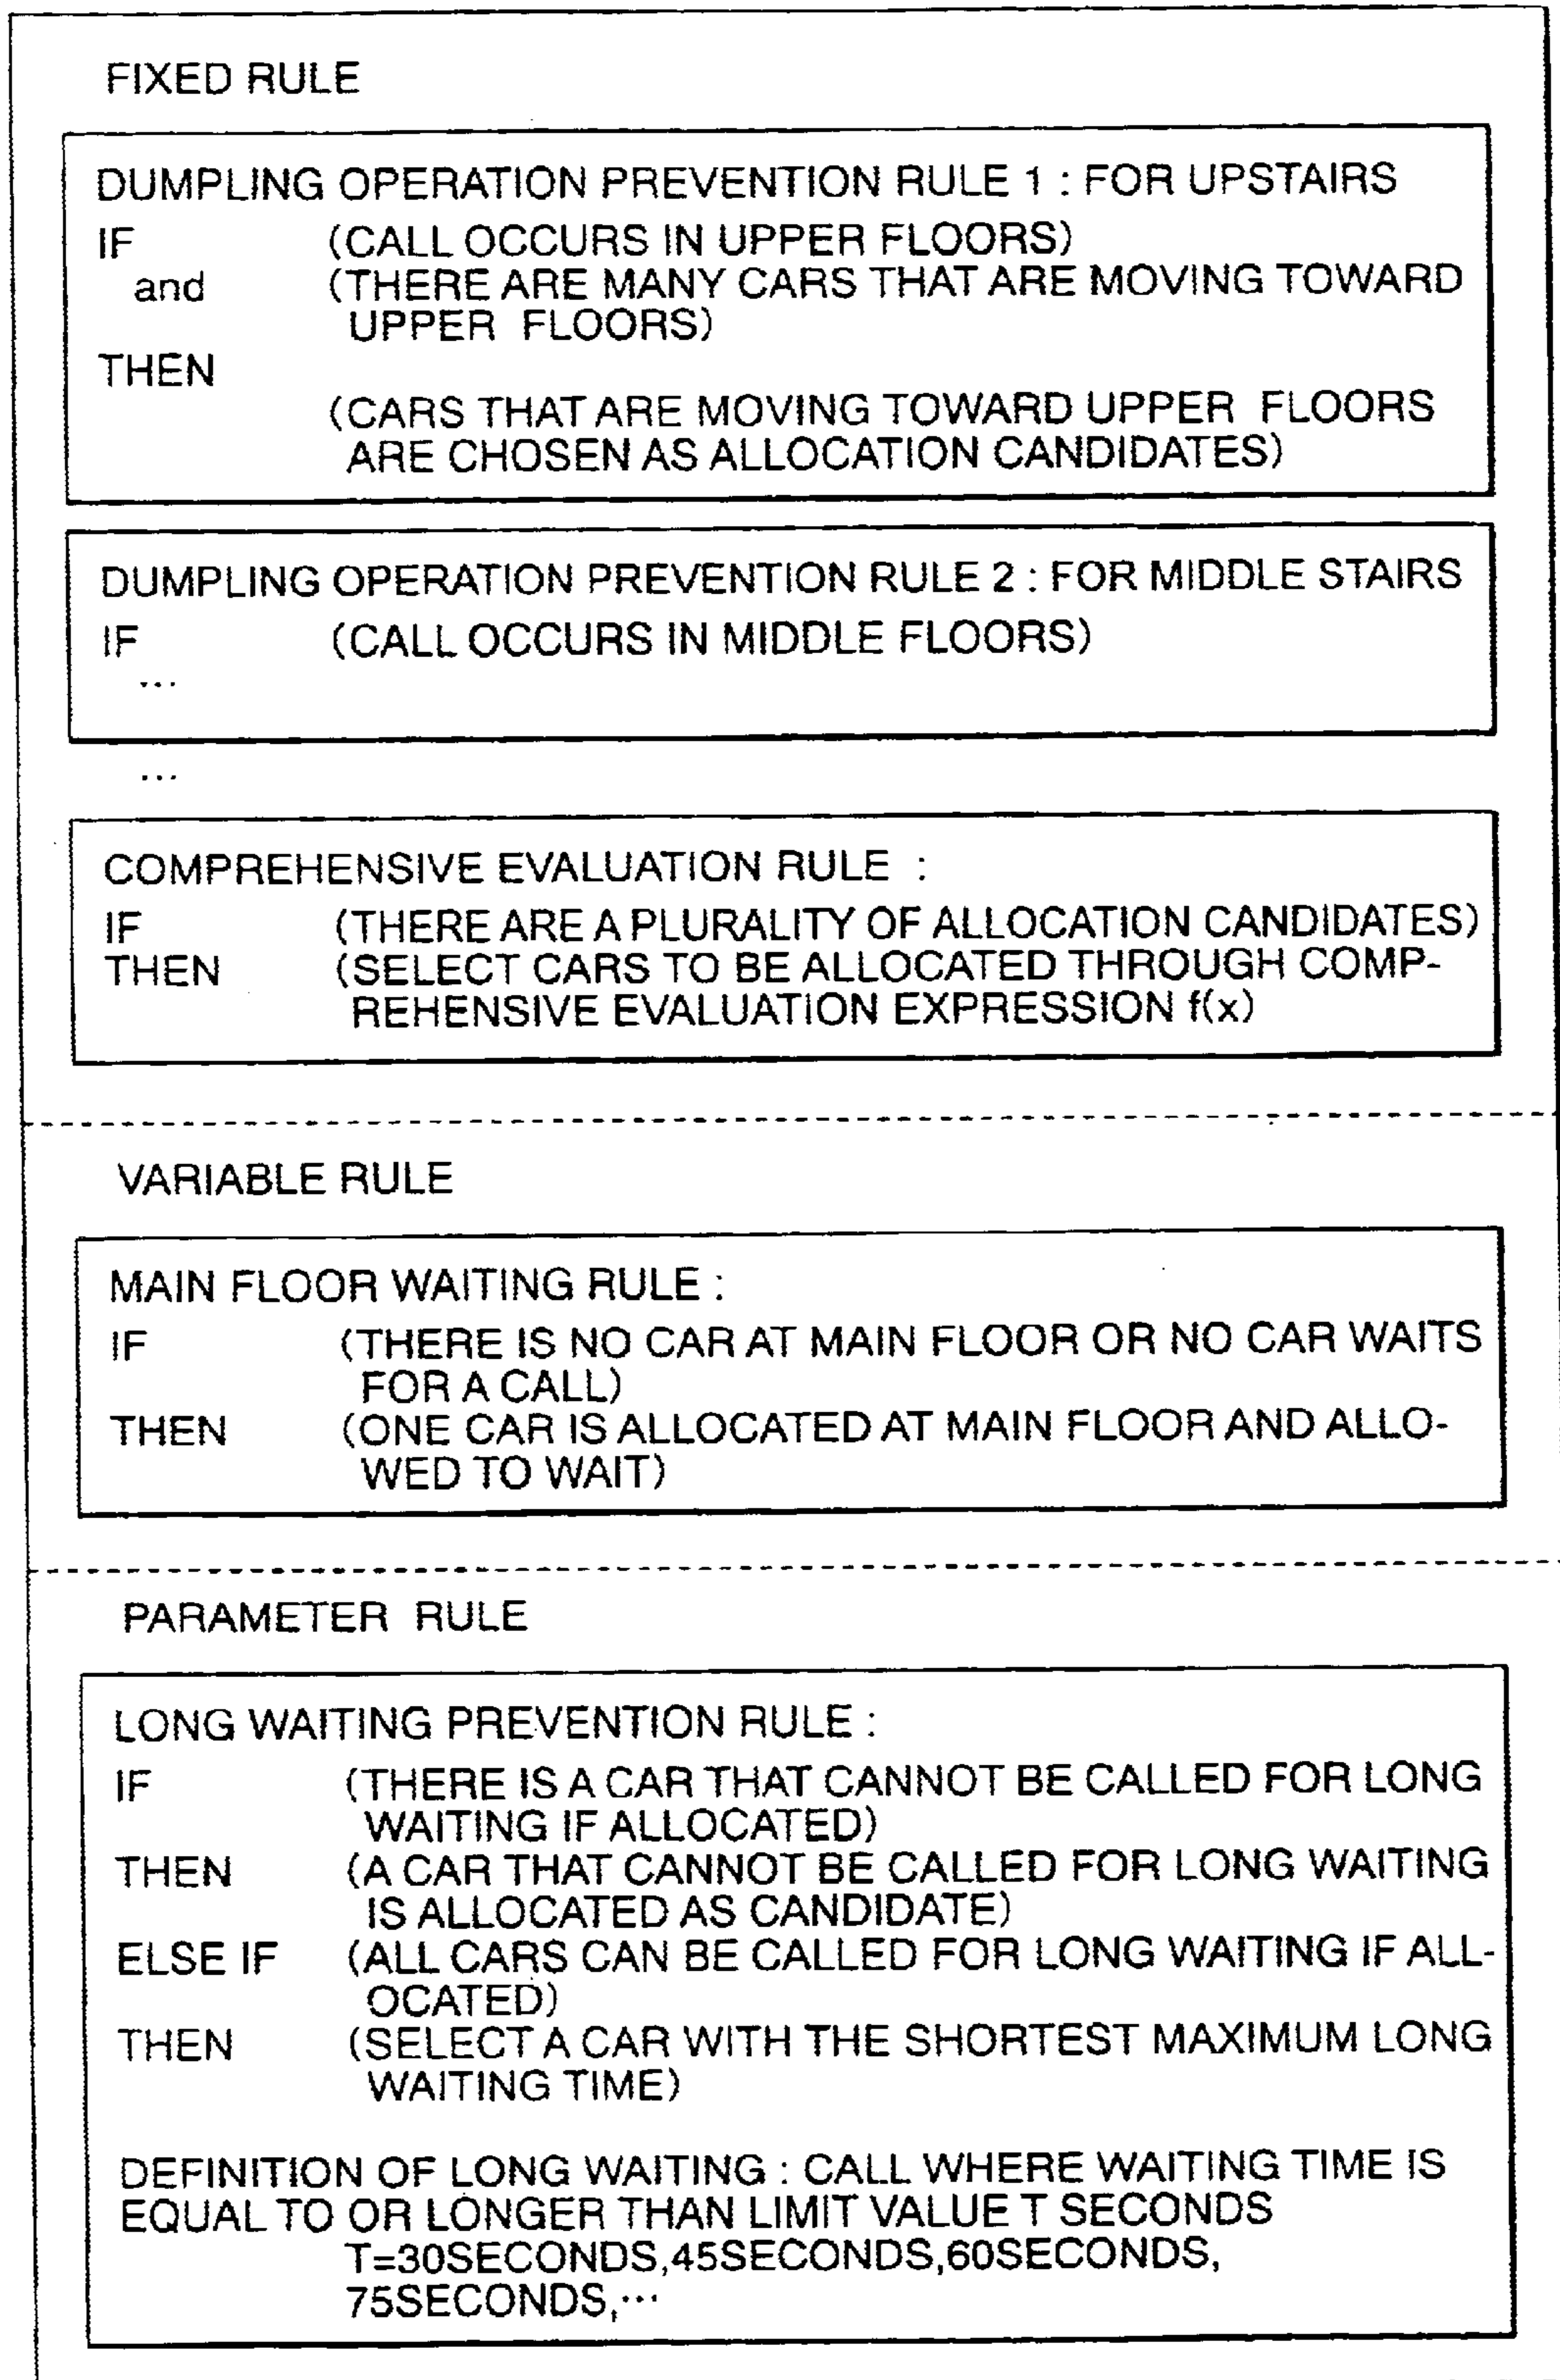 FIXED RULE
DUMPLING OPERATION PREVENTION RULE 1 : FOR UPSTAIRS
IF (CALL OCCURS IN UPPER FLOORS)
and (THERE ARE MANY CARS THAT ARE MOVING TOWARD
UPPER FLOORS)
THEN
(CARS THAT ARE MOVING TOWARD UPPER FLOORS
ARE CHOSEN AS ALLOCATION CANDIDATES)
DUMPLING OPERATION PREVENTION RULE 2 : FOR MIDDLE STAIRS
IF (CALL OCCURS IN MIDDLE FLOORS)
...
...
COMPREHENSIVE EVALUATION RULE :
IF (THERE ARE A PLURALITY OF ALLOCATION CANDIDATES)
THEN (SELECT CARS TO BE ALLOCATED THROUGH COMP-
REHENSIVE EVALUATION EXPRESSION f(x)
VARIABLE RULE
MAIN FLOOR WAITING RULE :
IF (THERE IS NO CAR AT MAIN FLOOR OR NO CAR WAITS
FOR A CALL)
THEN (ONE CAR IS ALLOCATED AT MAIN FLOOR AND ALLO-
WED TO WAIT)
PARAMETER RULE
LONG WAITING PREVENTION RULE :
IF (THERE IS A CAR THAT CANNOT BE CALLED FOR LONG
WAITING IF ALLOCATED)
THEN (A CAR THAT CANNOT BE CALLED FOR LONG WAITING
IS ALLOCATED AS CANDIDATE)
ELSE IF (ALL CARS CAN BE CALLED FOR LONG WAITING IF ALL-
OCATED)
THEN (SELECT A CAR WITH THE SHORTEST MAXIMUM LONG
WAITING TIME)
DEFINITION OF LONG WAITING : CALL WHERE WAITING TIME IS
EQUAL TO OR LONGER THAN LIMIT VALUE T SECONDS
T=30SECONDS,45SECONDS,60SECONDS,
75SECONDS,···